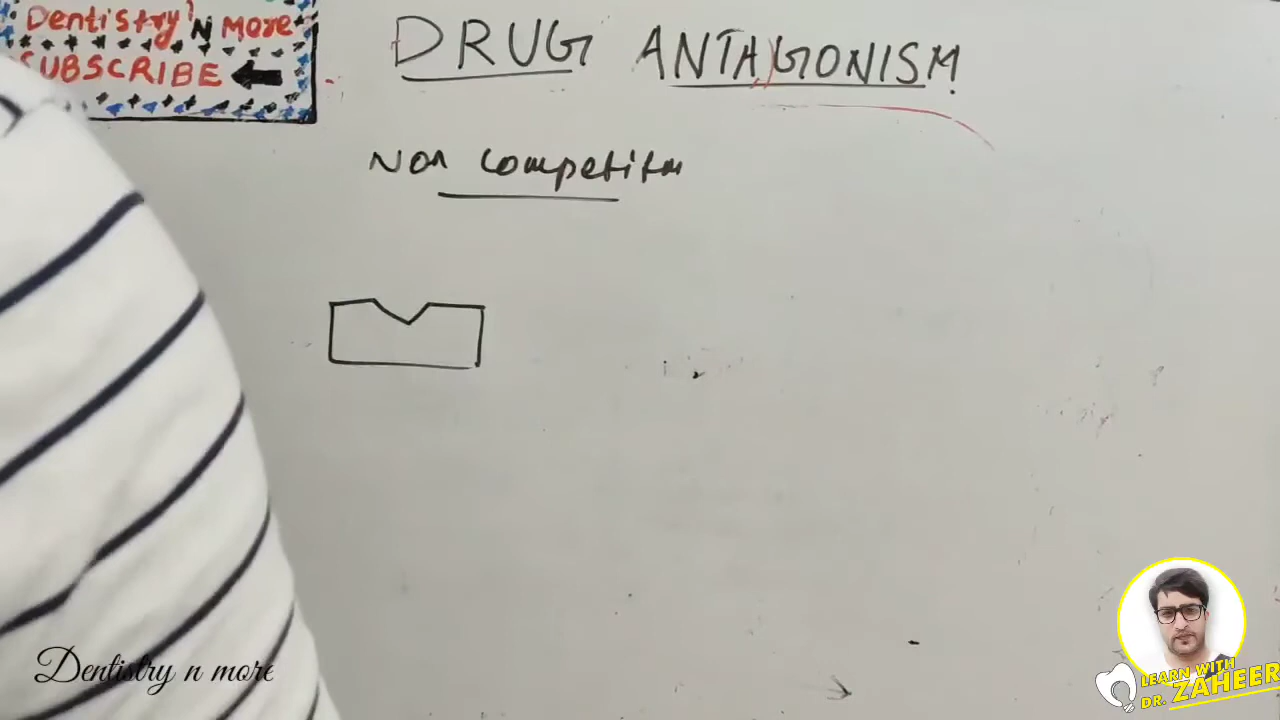 Dentistry 'N More
SUBSCRIBE
DRUG ANTAGONISM
Non Competitive
Dentistry n more
LEARN WITH
DR. ZAHEER